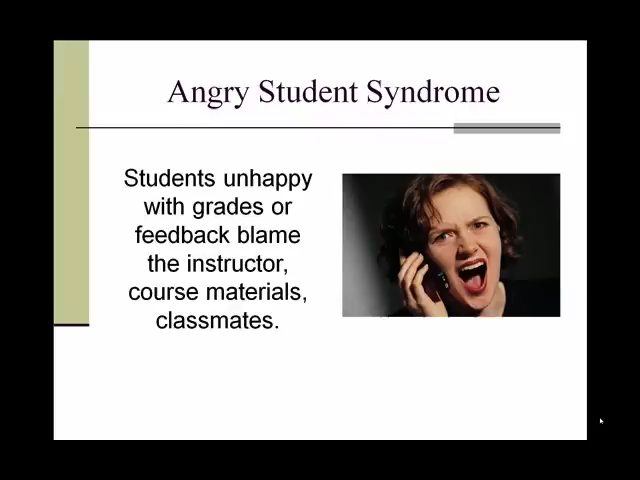 Angry Student Syndrome
Students unhappy
with grades or
feedback blame
the instructor,
course materials,
classmates.